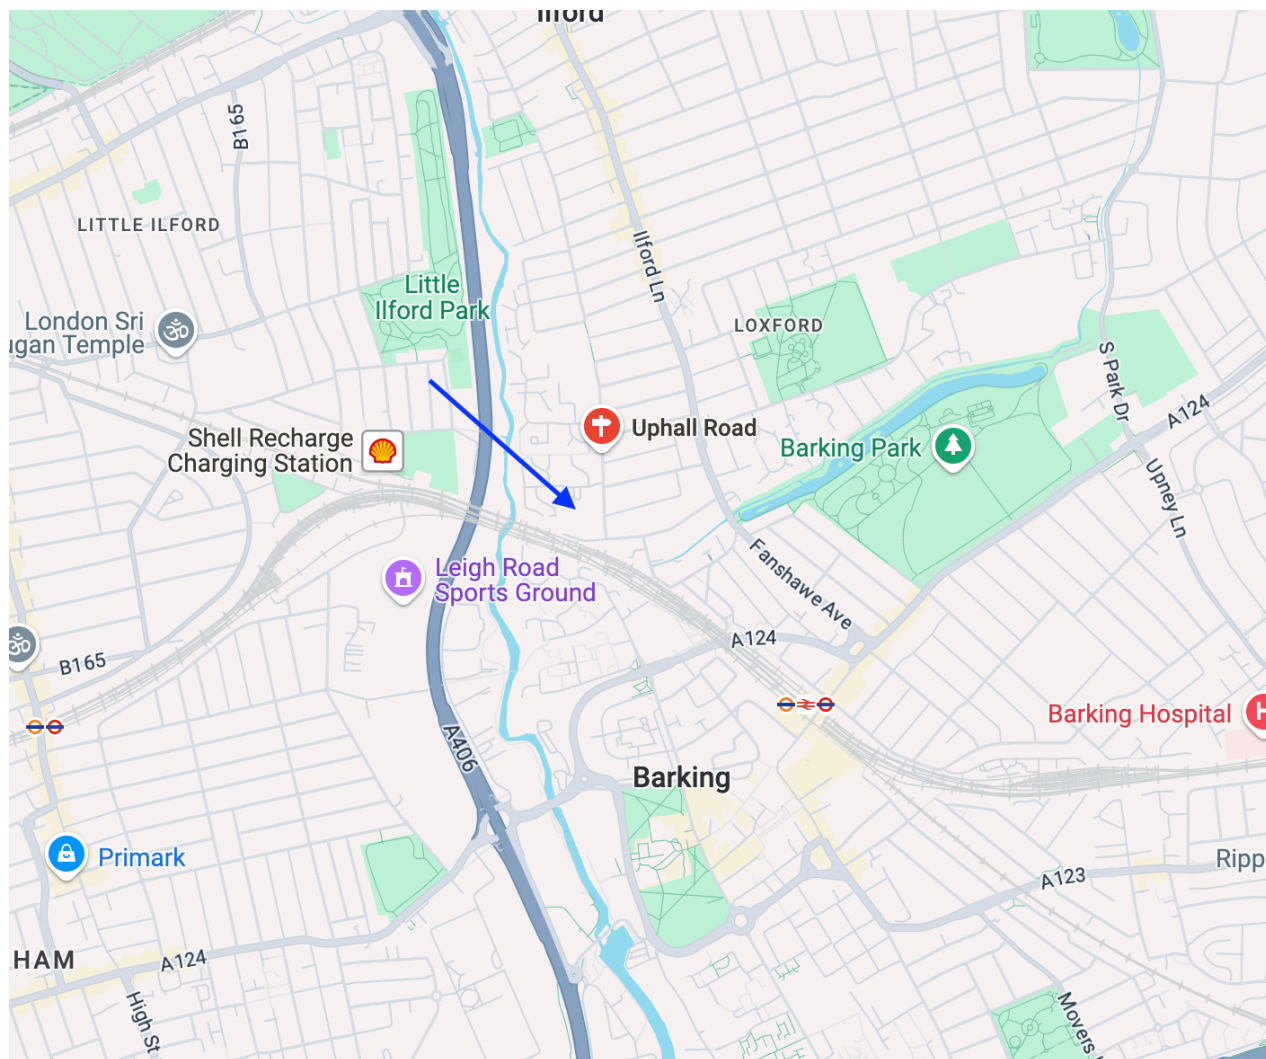 Ilford
B165
LITTLE ILFORD
Ilford Ln
Little
Ilford Park
London Sri
ugan Temple
LOXFORD
S Park Dr
A124
Shell Recharge
Charging Station
Uphall Road
Barking Park
Upney Ln
Leigh Road
Sports Ground
Fanshawe Ave
A124
B165
Barking Hospital
H
A406
Barking
Primark
Ripp
A123
HAM
A124
High St
Movers